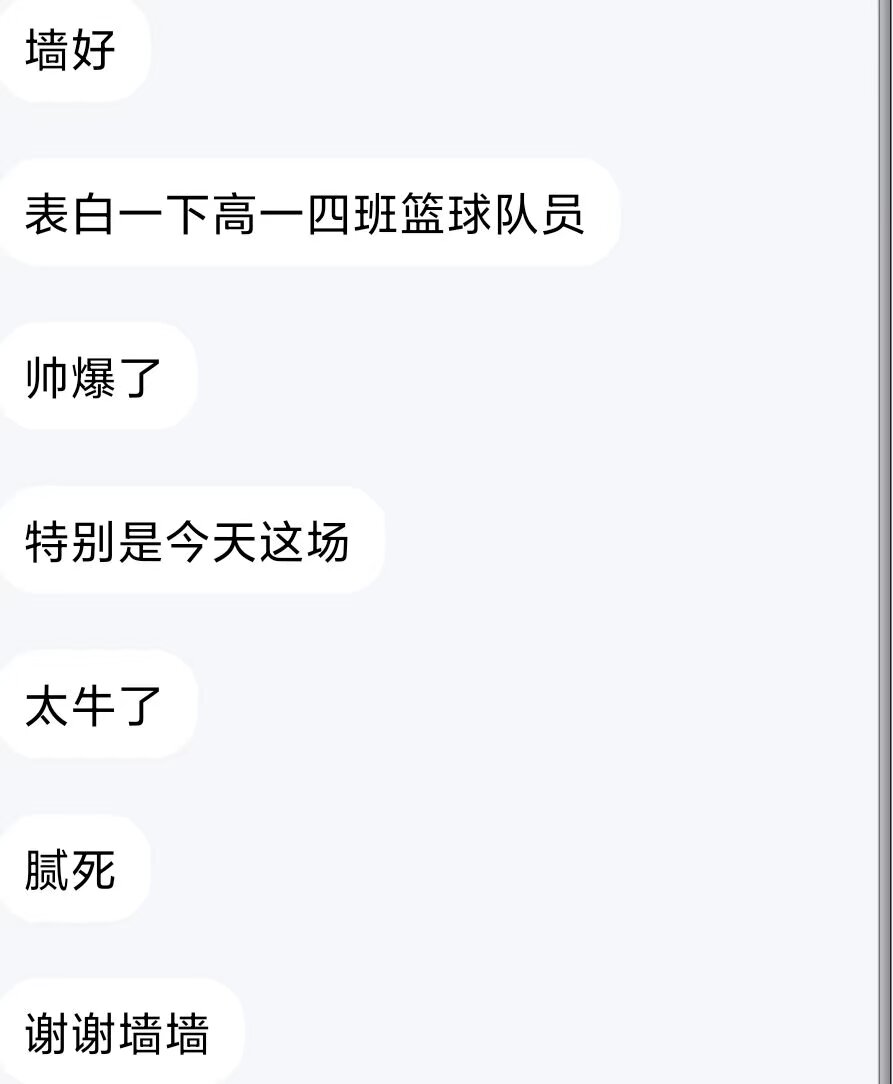 墙好
表白一下高一四班篮球队员
帅爆了
特别是今天这场
太牛了
腻死
谢谢墙墙